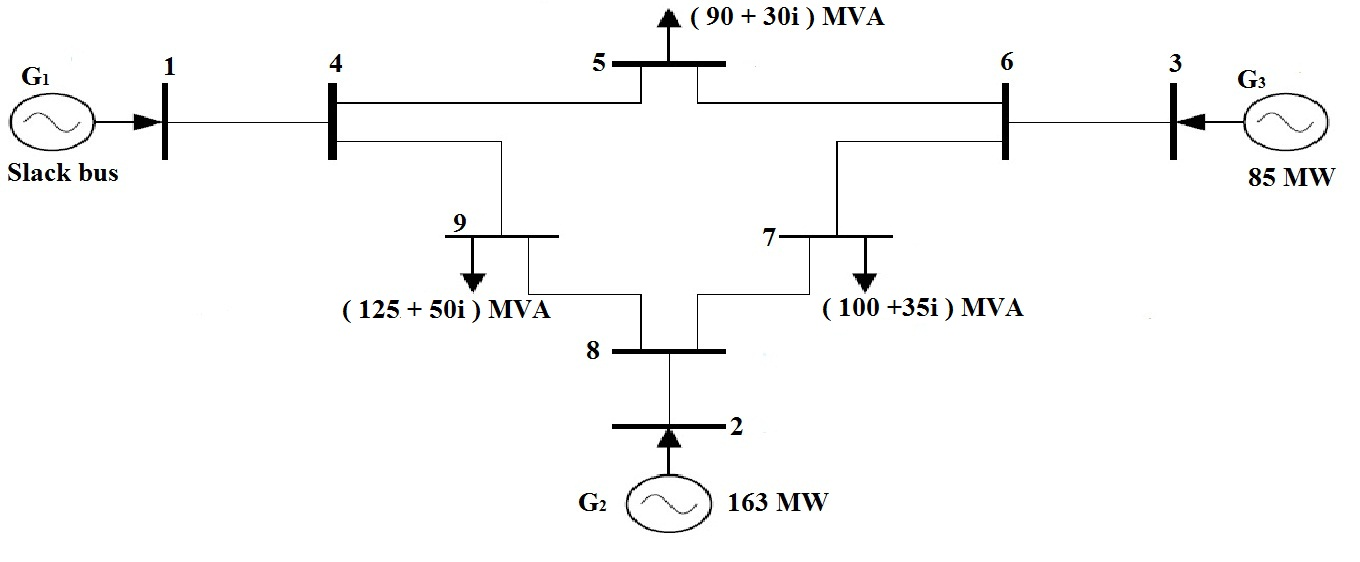 ( 90 + 30i ) MVA
5
6
3
1
4
G1
G3
Slack bus
85 MW
9
7
( 125 + 50i ) MVA
( 100 +35i ) MVA
8
2
G2
163 MW